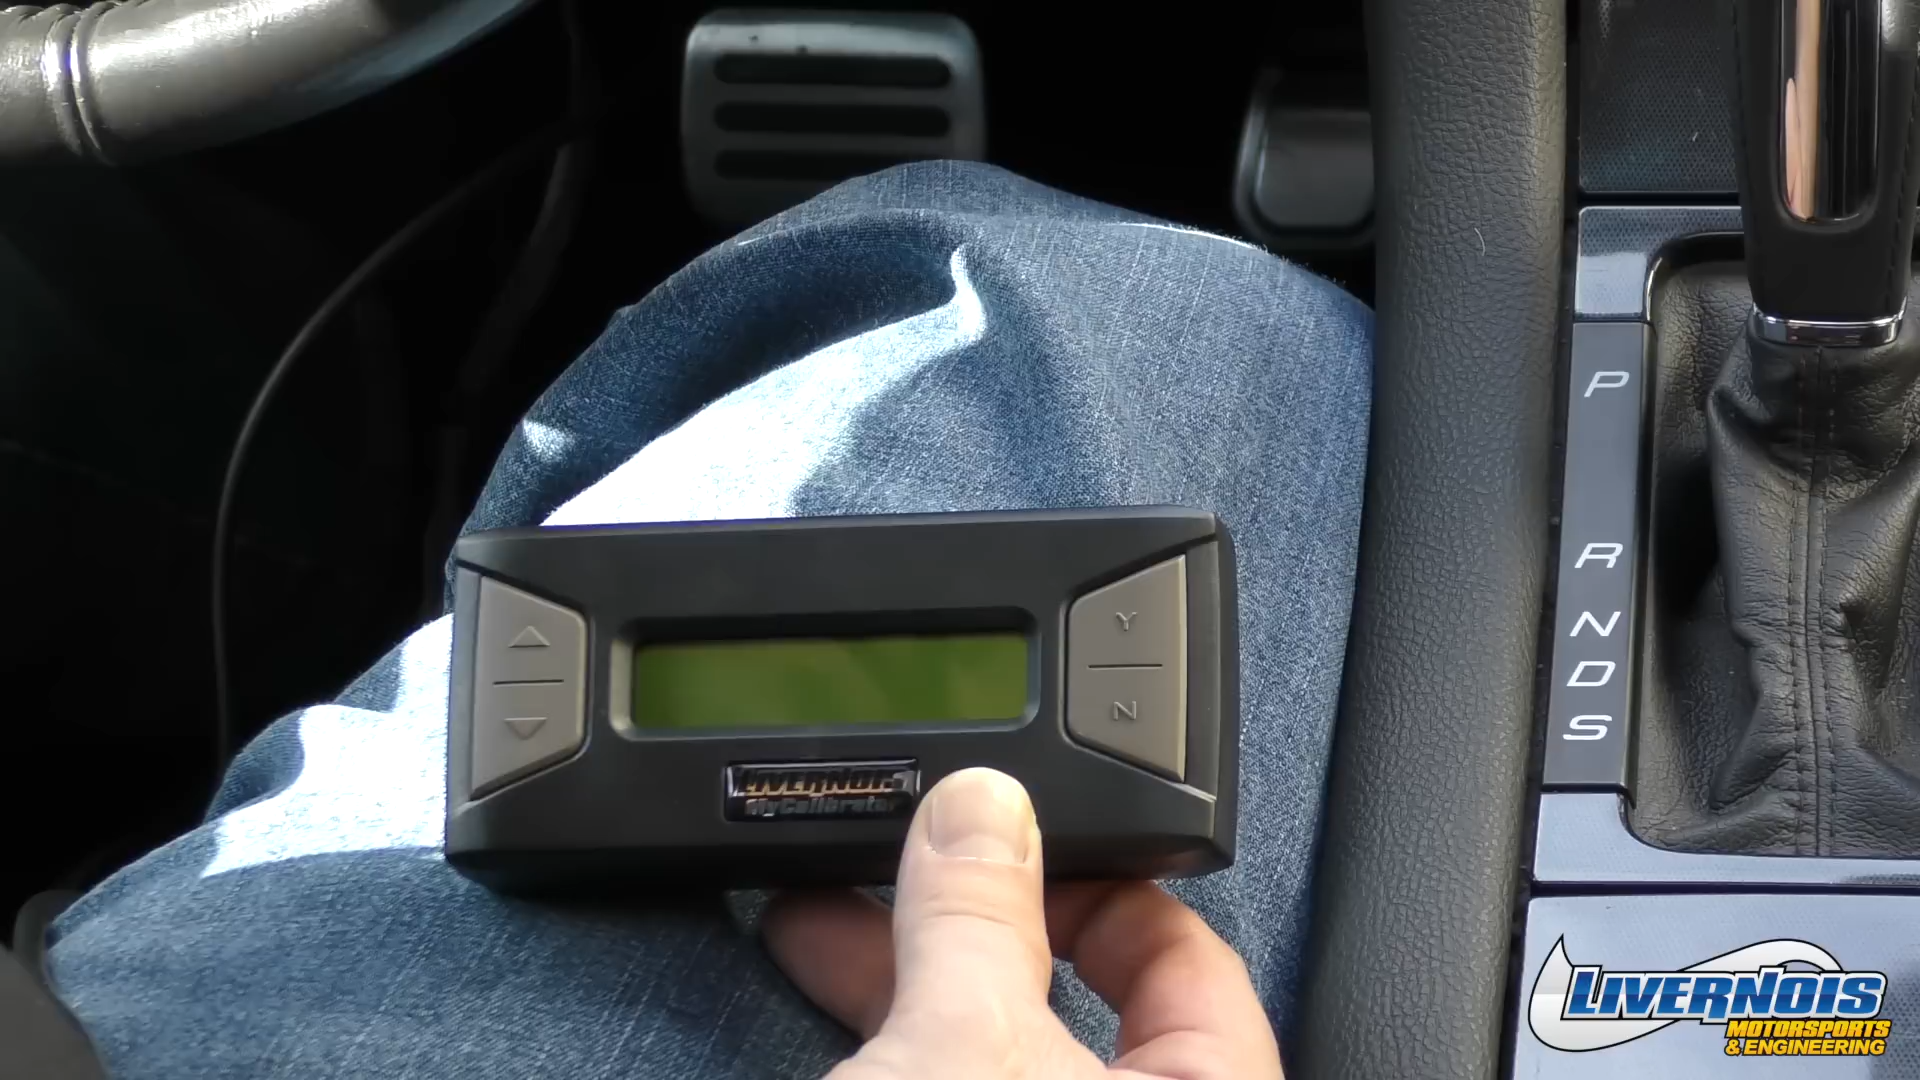 P
R
N
D
S
Y
N
LIVERNOIS
MyCalibrator
LIVERNOIS
MOTORSPORTS
& ENGINEERING